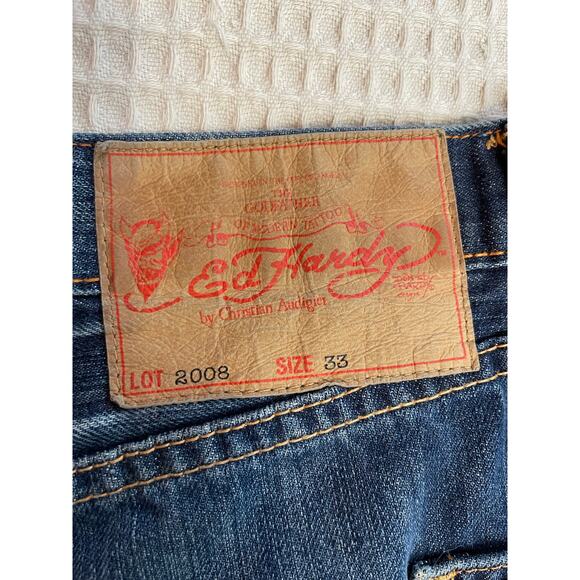 THE
GODFATHER
OF MODERN TATTOO
Ed Hardy
by Christian Audigier
LOT 2008 SIZE 33